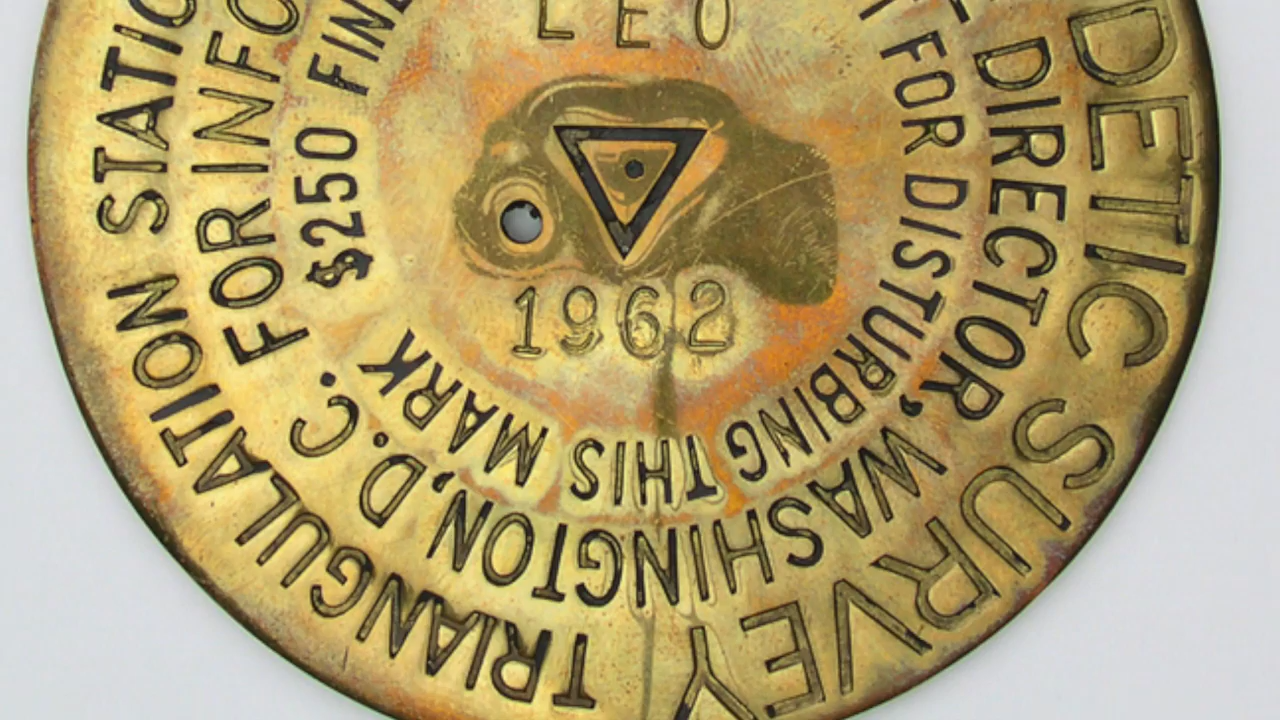 DETIC SURVEY
TRIANGULATION STATIO
DIRECTOR, WASHINGTON, D.C.
FOR INFO
$250 FINE
FOR DISTURBING THIS MARK
LEO
1962